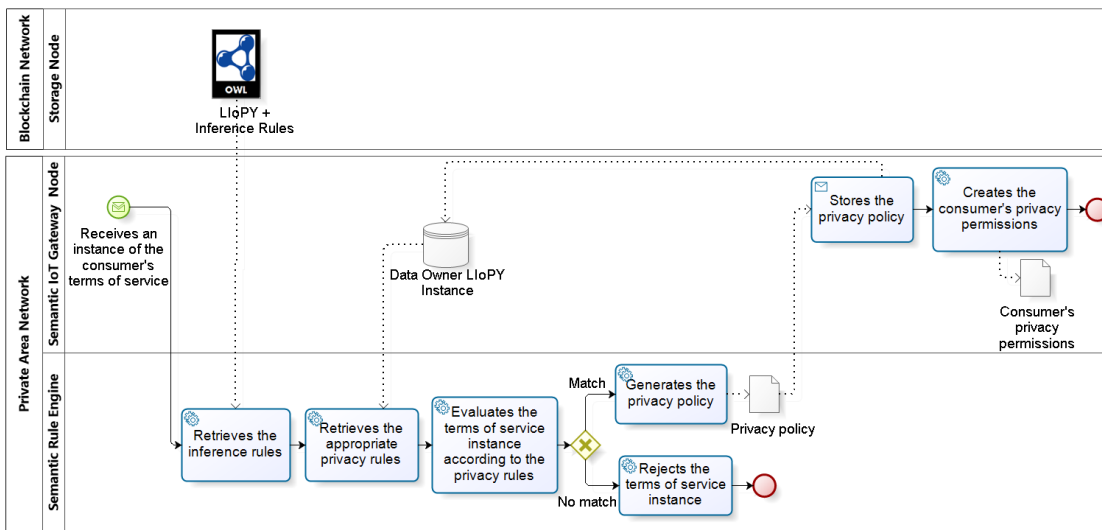 Blockchain Network
Storage Node
OWL
LIoPY +
Inference Rules
Private Area Network
Semantic IoT Gateway Node
Receives an
instance of the
consumer's
terms of service
Data Owner LIoPY
Instance
Stores the
privacy policy
Creates the
consumer's privacy
permissions
Consumer's
privacy
permissions
Semantic Rule Engine
Retrieves the
inference rules
Retrieves the
appropriate
privacy rules
Evaluates the
terms of service
instance
according to the
privacy rules
Match
Generates the
privacy policy
Privacy policy
No match
Rejects the
terms of service
instance